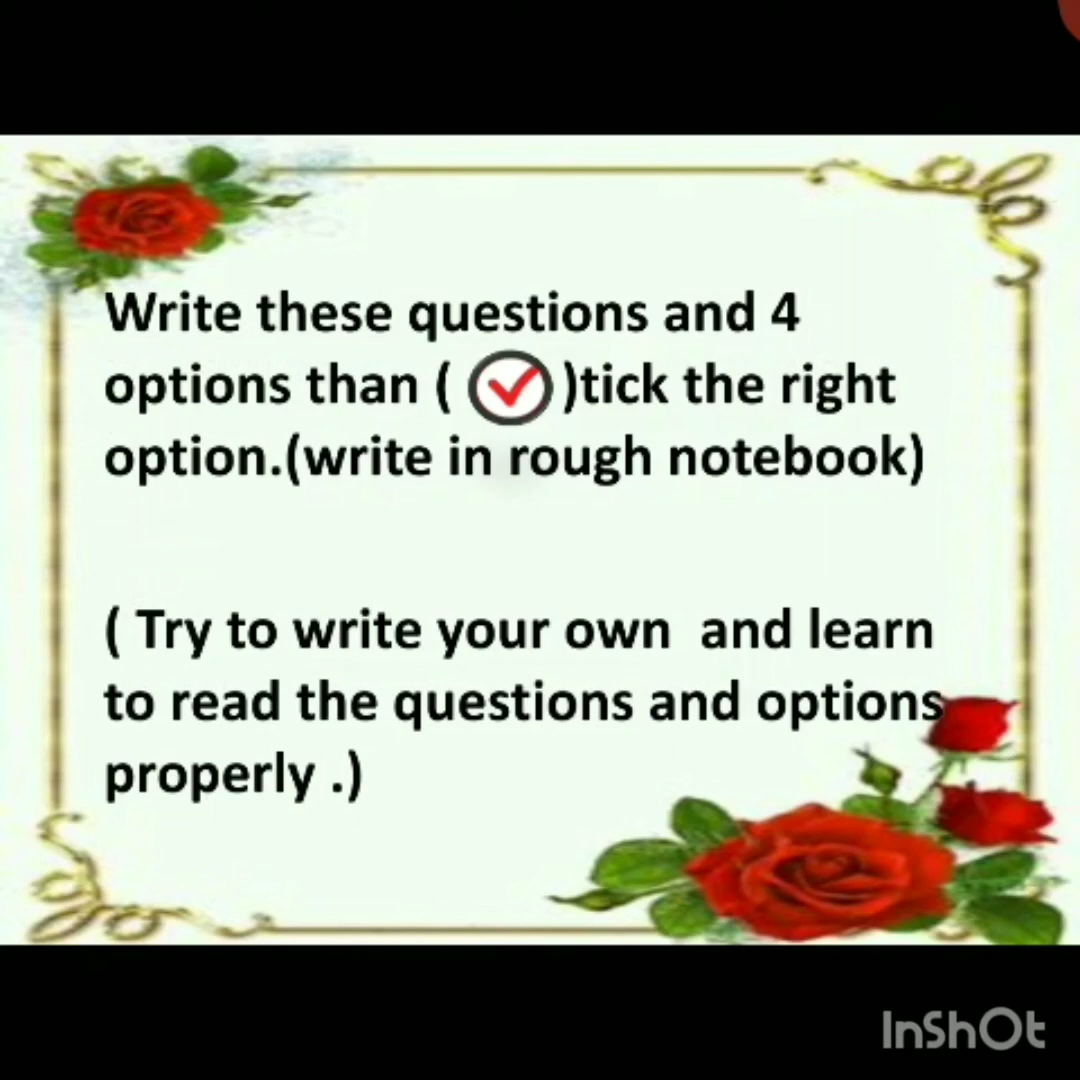 Write these questions and 4
options than ( )tick the right
option.(write in rough notebook)
( Try to write your own and learn
to read the questions and options
properly .)
InShOt